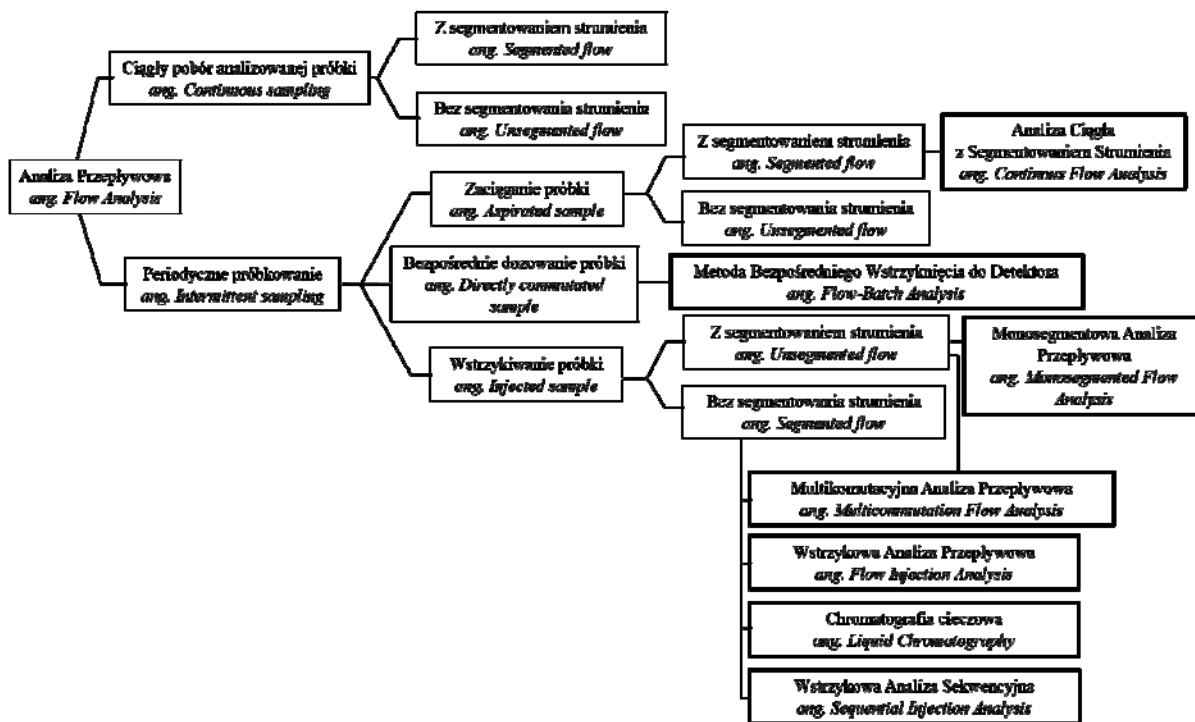 Z segmentowaniem strumienia
ang. Segmented flow
Ciągły pobór analizowanej próbki
ang. Continuous sampling
Bez segmentowania strumienia
ang. Unsegmented flow
Analiza Przepływowa
ang. Flow Analysis
Z segmentowaniem strumienia
ang. Segmented flow
Analiza Ciągła
z Segmentowaniem Strumienia
ang. Continuus Flow Analysis
Zaciąganie próbki
ang. Aspirated sample
Bez segmentowania strumienia
ang. Unsegmented flow
Periodyczne próbkowanie
ang. Intermittent sampling
Bezpośrednie dozowanie próbki
ang. Directly commutated
sample
Metoda Bezpośredniego Wstrzyknięcia do Detektora
ang. Flow-Batch Analysis
Wstrzykiwanie próbki
ang. Injected sample
Z segmentowaniem strumienia
ang. Unsegmented flow
Monosegmentowa Analiza
Przepływowa
ang. Monosegmented Flow
Analysis
Bez segmentowania strumienia
ang. Segmented flow
Multikomutacyjna Analiza Przepływowa
ang. Multicommutation Flow Analysis
Wstrzykowa Analiza Przepływowa
ang. Flow Injection Analysis
Chromatografia cieczowa
ang. Liquid Chromatography
Wstrzykowa Analiza Sekwencyjna
ang. Sequential Injection Analysis